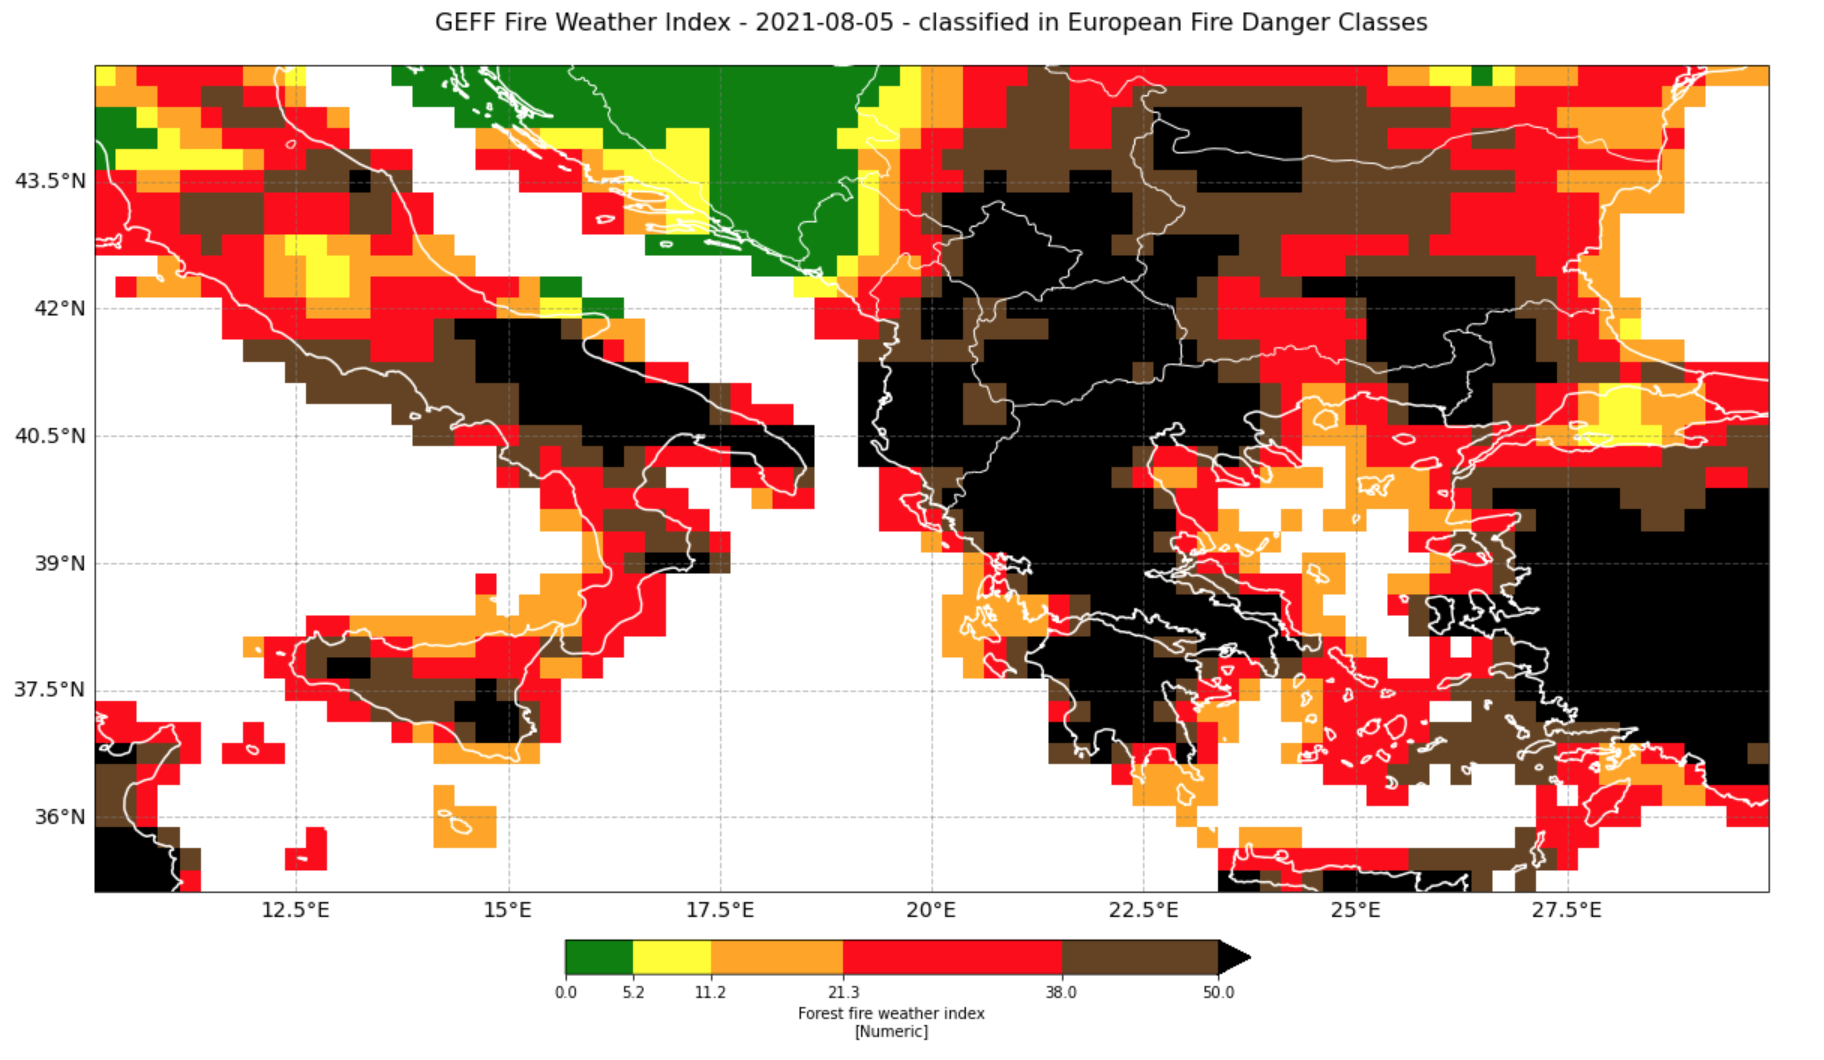 GEFF Fire Weather Index - 2021-08-05 - classified in European Fire Danger Classes
43.5°N
42°N
40.5°N
39°N
37.5°N
36°N
12.5°E 15°E 17.5°E 20°E 22.5°E 25°E 27.5°E
0.0 5.2 11.2 21.3 38.0 50.0
Forest fire weather index
[Numeric]